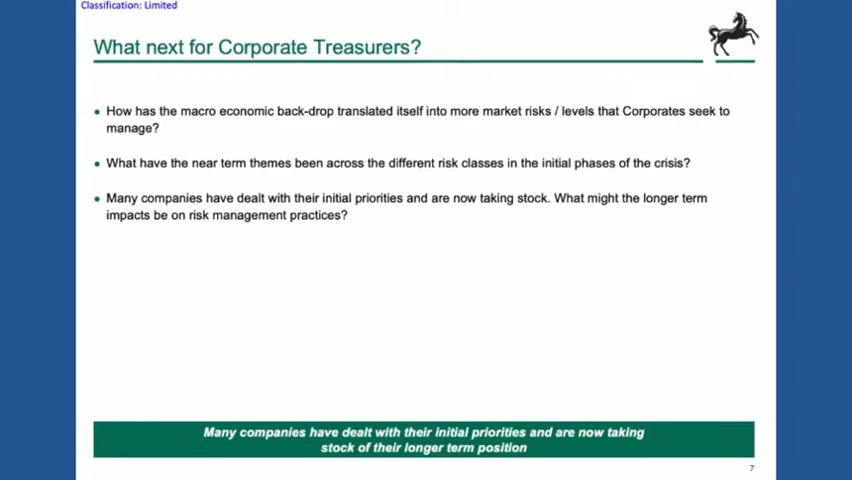 Classification: Limited
What next for Corporate Treasurers?
• How has the macro economic back-drop translated itself into more market risks / levels that Corporates seek to
manage?
• What have the near term themes been across the different risk classes in the initial phases of the crisis?
• Many companies have dealt with their initial priorities and are now taking stock. What might the longer term
impacts be on risk management practices?
Many companies have dealt with their initial priorities and are now taking
stock of their longer term position
7